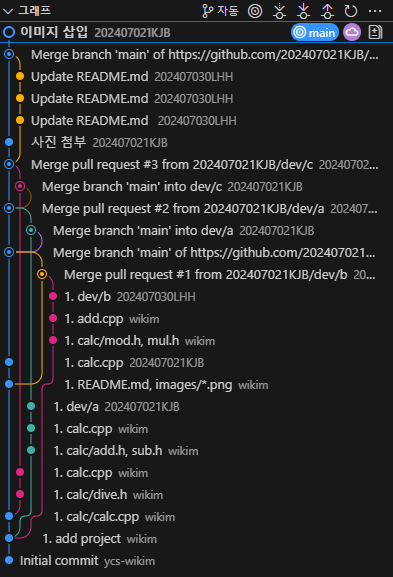 그래프 자동
이미지 삽입 202407021KJB main
Merge branch 'main' of https://github.com/202407021KJB/...
Update README.md 202407030LHH
Update README.md 202407030LHH
Update README.md 202407030LHH
사진 첨부 202407021KJB
Merge pull request #3 from 202407021KJB/dev/c 20240702...
Merge branch 'main' into dev/c 202407021KJB
Merge pull request #2 from 202407021KJB/dev/a 202407...
Merge branch 'main' into dev/a 202407021KJB
Merge branch 'main' of https://github.com/202407021...
Merge pull request #1 from 202407021KJB/dev/b 20...
1. dev/b 202407030LHH
1. add.cpp wikim
1. calc/mod.h, mul.h wikim
1. calc.cpp 202407021KJB
1. README.md, images/*.png wikim
1. dev/a 202407021KJB
1. calc.cpp wikim
1. calc/add.h, sub.h wikim
1. calc.cpp wikim
1. calc/dive.h wikim
1. calc/calc.cpp wikim
1. add project wikim
Initial commit ycs-wikim